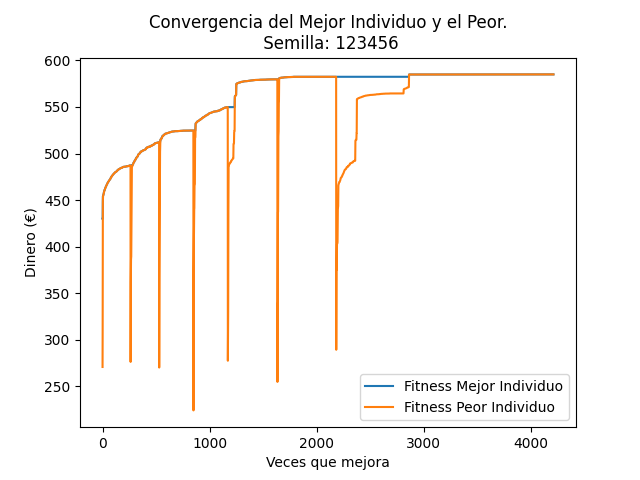 Convergencia del Mejor Individuo y el Peor.
Semilla: 123456
600
550
500
450
400
350
300
250
Dinero (€)
0 1000 2000 3000 4000
Veces que mejora
Fitness Mejor Individuo
Fitness Peor Individuo